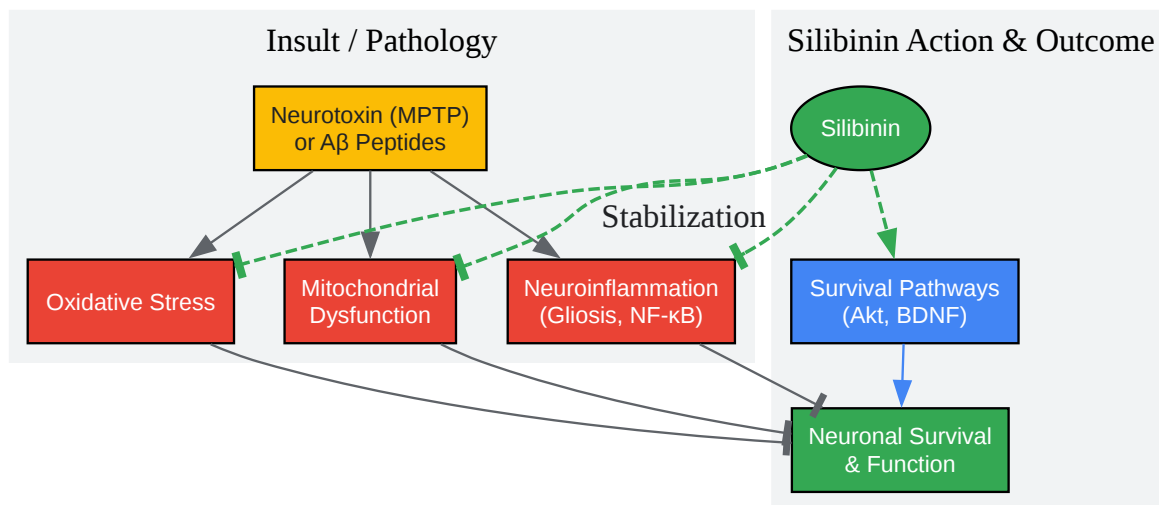 Insult / Pathology
Silibinin Action & Outcome
Neurotoxin (MPTP)
or Aβ Peptides
Silibinin
Stabilization
Oxidative Stress
Mitochondrial
Dysfunction
Neuroinflammation
(Gliosis, NF-κB)
Survival Pathways
(Akt, BDNF)
Neuronal Survival
& Function